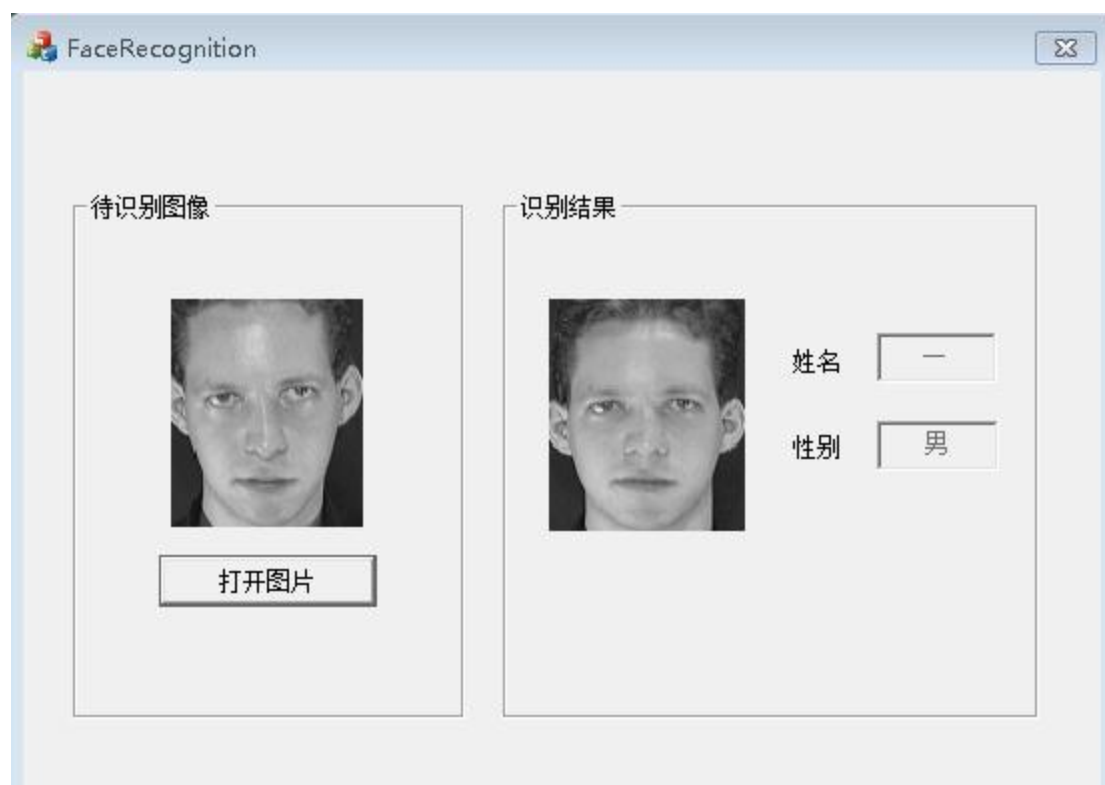 FaceRecognition
待识别图像
识别结果
姓名
一
性别
男
打开图片